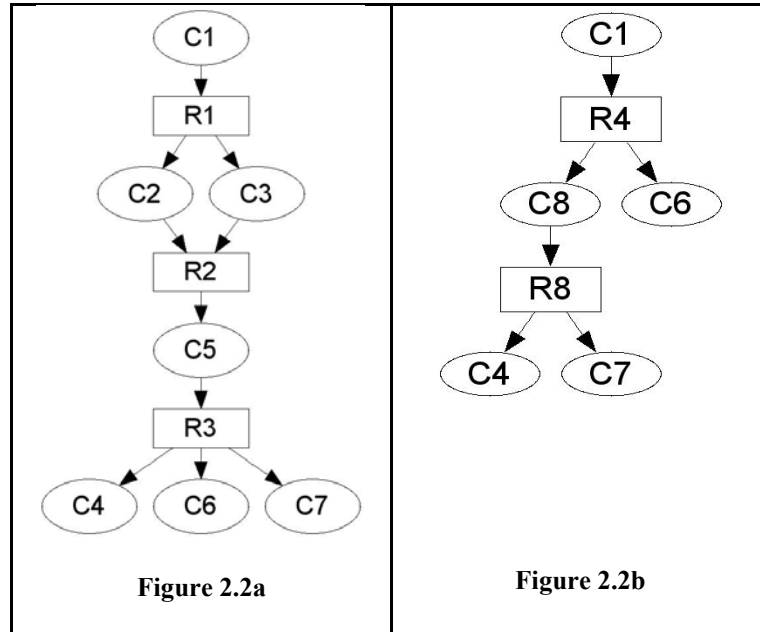 C1
R1
C2 C3
R2
C5
R3
C4 C6 C7
Figure 2.2a
C1
R4
C8 C6
R8
C4 C7
Figure 2.2b